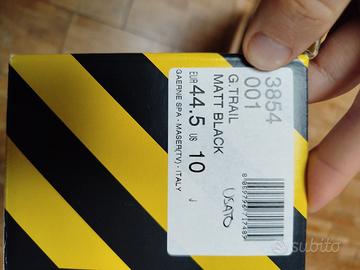 3854
001
G.TRAIL
MATT BLACK
USATO
EUR 44.5 US 10
GAERNE SPA - MASER(TV) - ITALY
subito